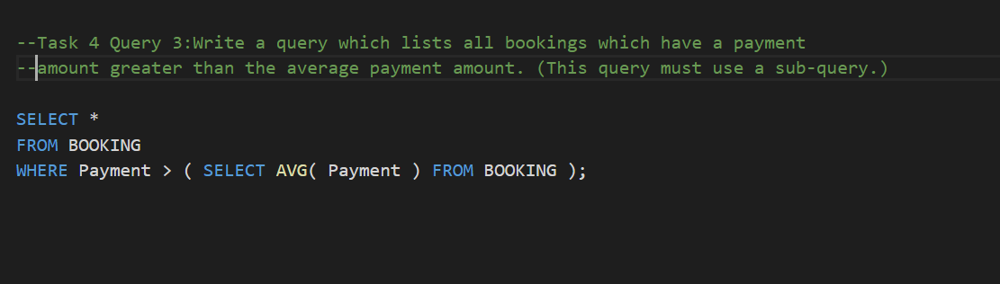 --Task 4 Query 3:Write a query which lists all bookings which have a payment
--amount greater than the average payment amount. (This query must use a sub-query.)
SELECT *
FROM BOOKING
WHERE Payment > ( SELECT AVG( Payment ) FROM BOOKING );